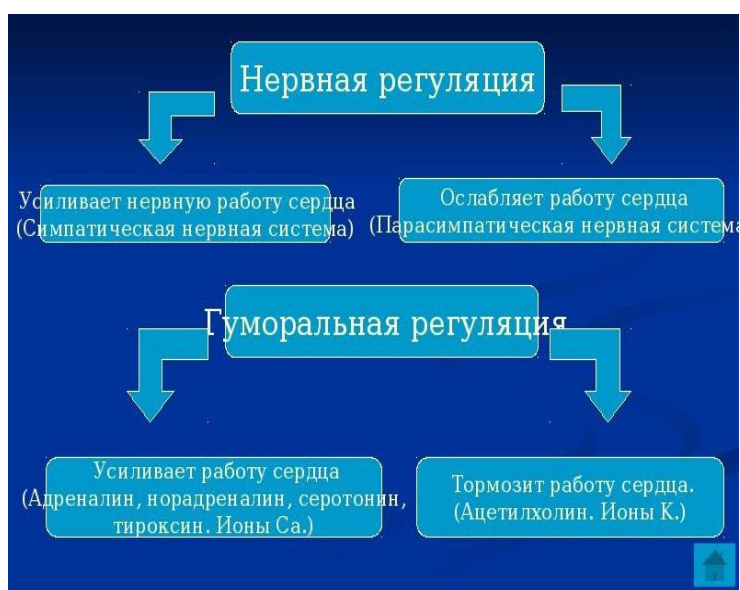 Нервная регуляция
Усиливает нервную работу сердца
(Симпатическая нервная система)
Ослабляет работу сердца
(Парасимпатическая нервная система
Гуморальная регуляция
Усиливает работу сердца
(Адреналин, норадреналин, серотонин,
тироксин. Ионы Ca.)
Тормозит работу сердца.
(Ацетилхолин. Ионы K.)